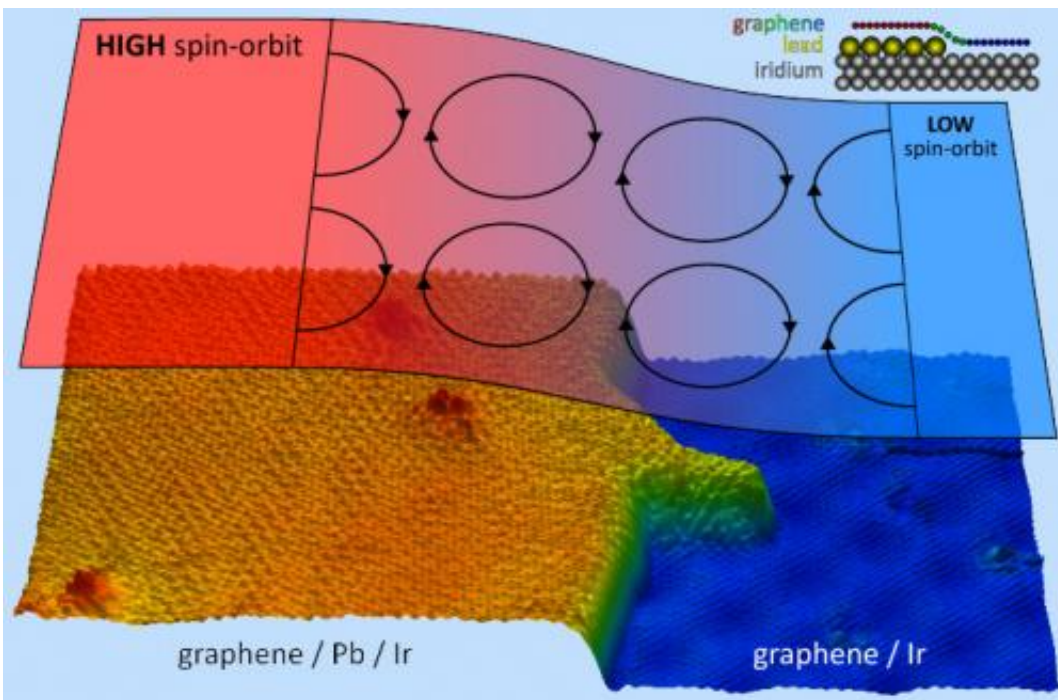 HIGH spin-orbit
graphene
lead
iridium
LOW
spin-orbit
graphene / Pb / Ir
graphene / Ir